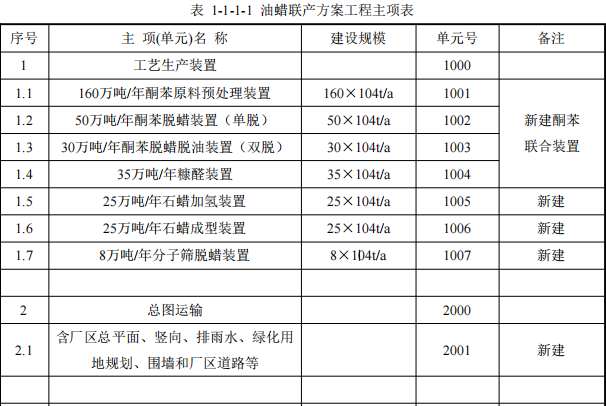 表 1-1-1-1 油蜡联产方案工程主项表
序号 主 项(单元)名 称 建设规模 单元号 备注
1 工艺生产装置 1000
1.1 160万吨/年酮苯原料预处理装置 160×104t/a 1001
1.2 50万吨/年酮苯脱蜡装置（单脱） 50×104t/a 1002 新建酮苯
1.3 30万吨/年酮苯脱蜡脱油装置（双脱） 30×104t/a 1003 联合装置
1.4 35万吨/年糠醛装置 35×104t/a 1004
1.5 25万吨/年石蜡加氢装置 25×104t/a 1005 新建
1.6 25万吨/年石蜡成型装置 25×104t/a 1006 新建
1.7 8万吨/年分子筛脱蜡装置 8×104t/a 1007 新建
2 总图运输 2000
2.1 含厂区总平面、竖向、排雨水、绿化用 2001 新建
地规划、围墙和厂区道路等